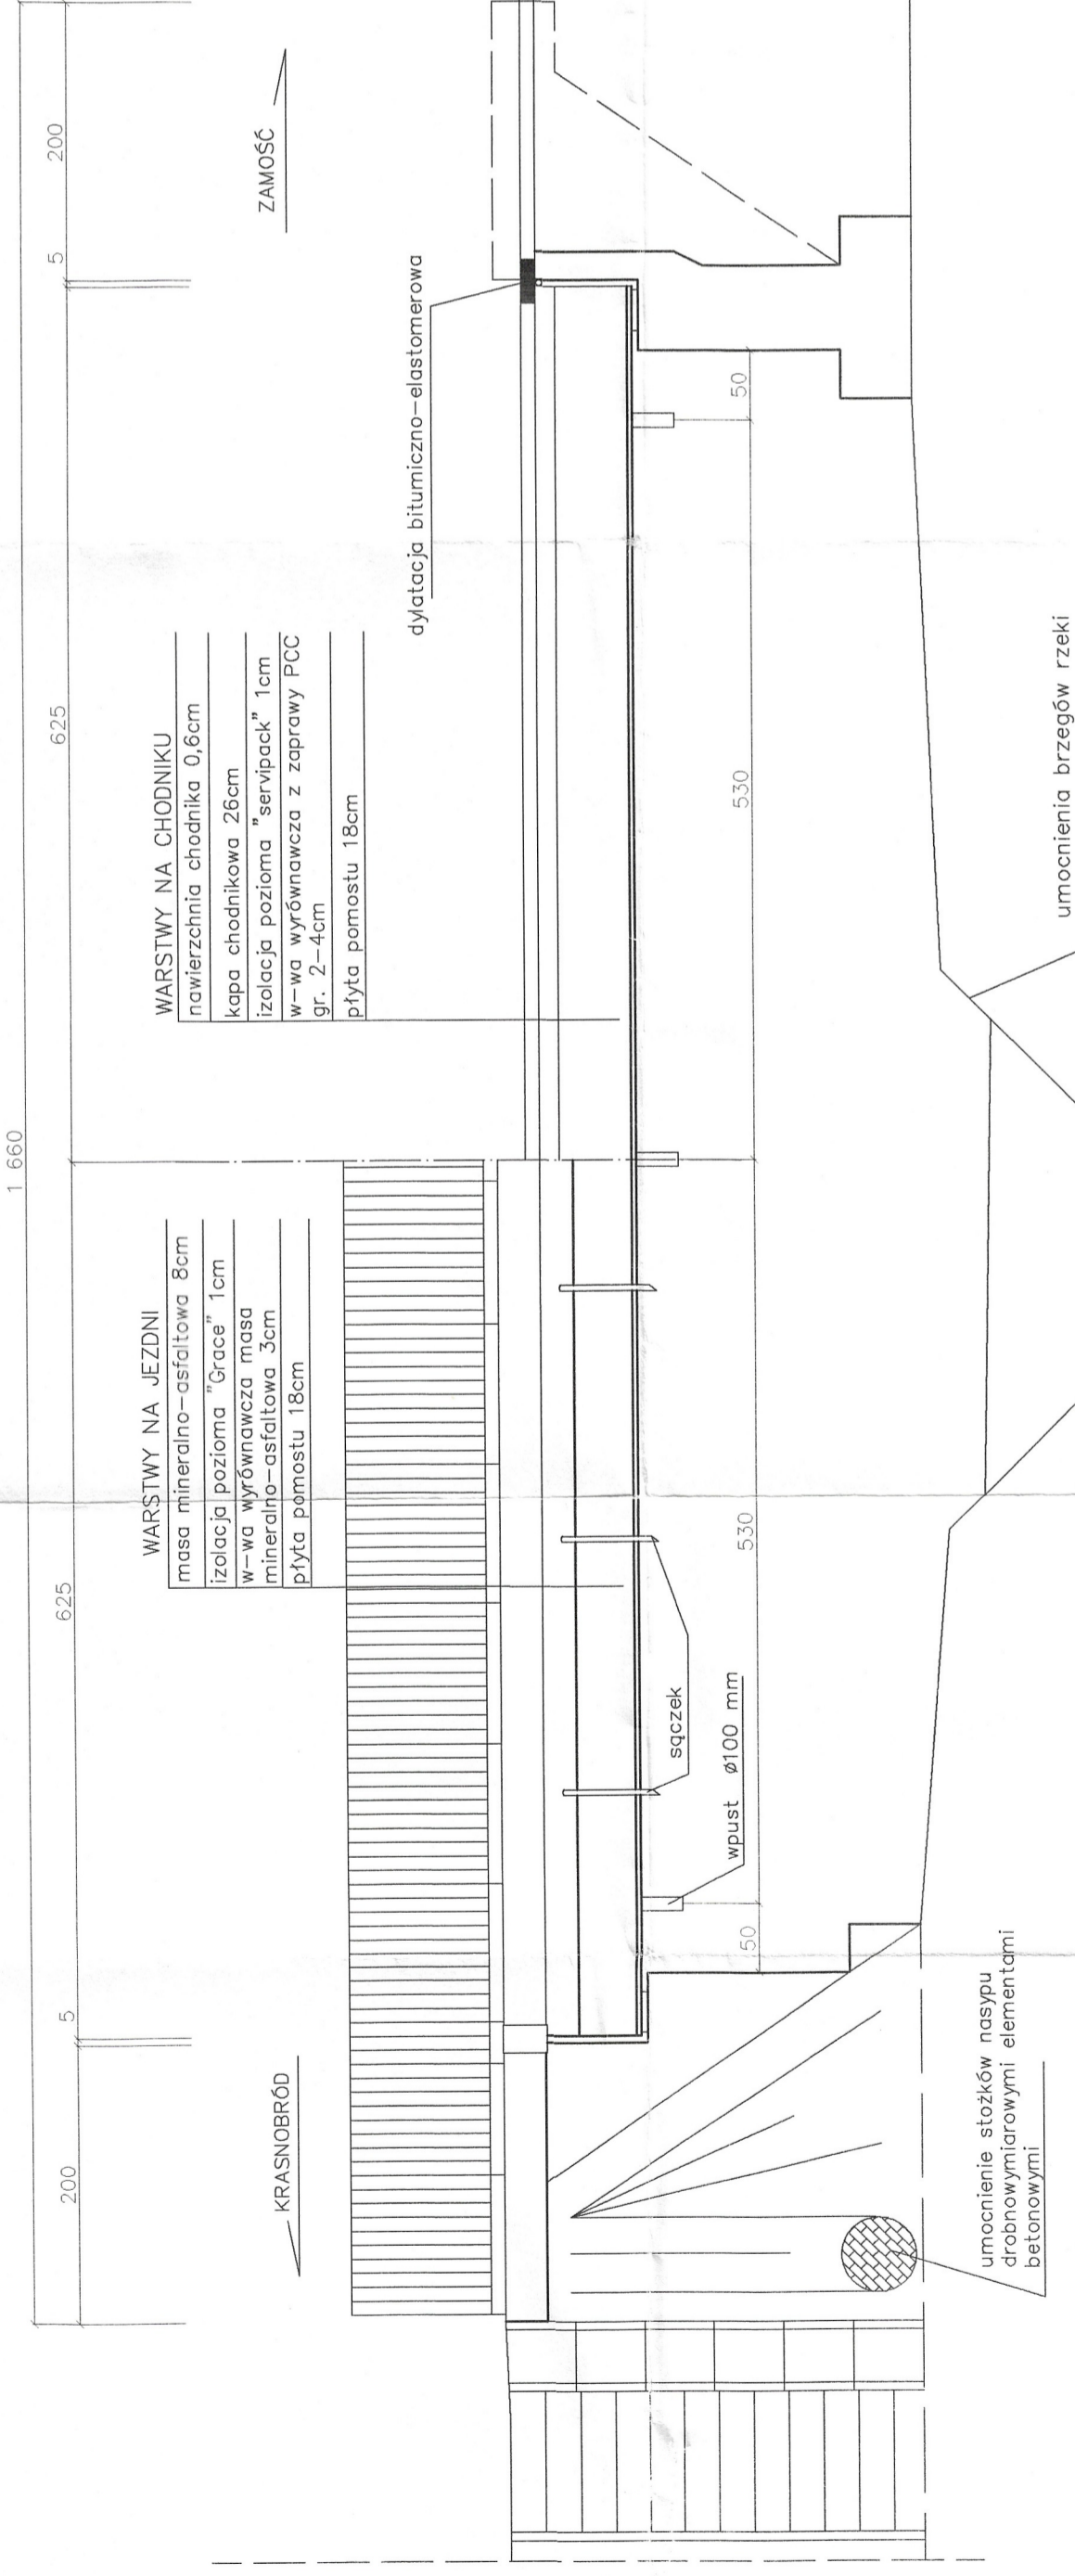 1 660
200
5
625
625
5
200
KRASNOBRÓD
ZAMOŚĆ
WARSTWY NA JEZDNI
masa mineralno-asfaltowa 8cm
izolacja pozioma "Grace" 1cm
w-wa wyrównawcza masa
mineralno-asfaltowa 3cm
płyta pomostu 18cm
WARSTWY NA CHODNIKU
nawierzchnia chodnika 0,6cm
kapa chodnikowa 26cm
izolacja pozioma "servipack" 1cm
w-wa wyrównawcza z zaprawy PCC
gr. 2-4cm
płyta pomostu 18cm
dylatacja bitumiczno-elastomerowa
sączek
wpust ø100 mm
50
530
530
50
umocnienie stożków nasypu
drobnowymiarowymi elementami
betonowymi
umocnienia brzegów rzeki